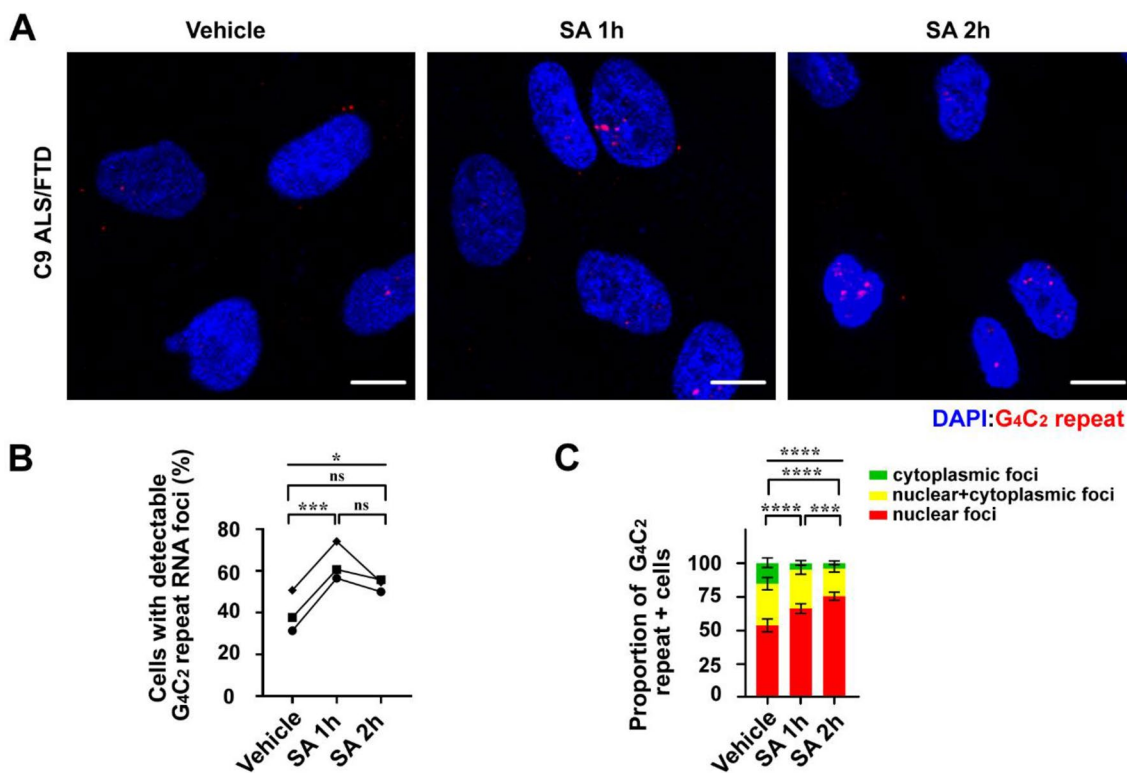 A
Vehicle
SA 1h
SA 2h
C9 ALS/FTD
DAPI:G₄C₂ repeat
B
Cells with detectable
G₄C₂ repeat RNA foci (%)
*
ns
***
ns
80
60
40
20
0
Vehicle
SA 1h
SA 2h
C
Proportion of G₄C₂
repeat + cells
****
****
****
***
100
75
50
25
0
Vehicle
SA 1h
SA 2h
cytoplasmic foci
nuclear+cytoplasmic foci
nuclear foci